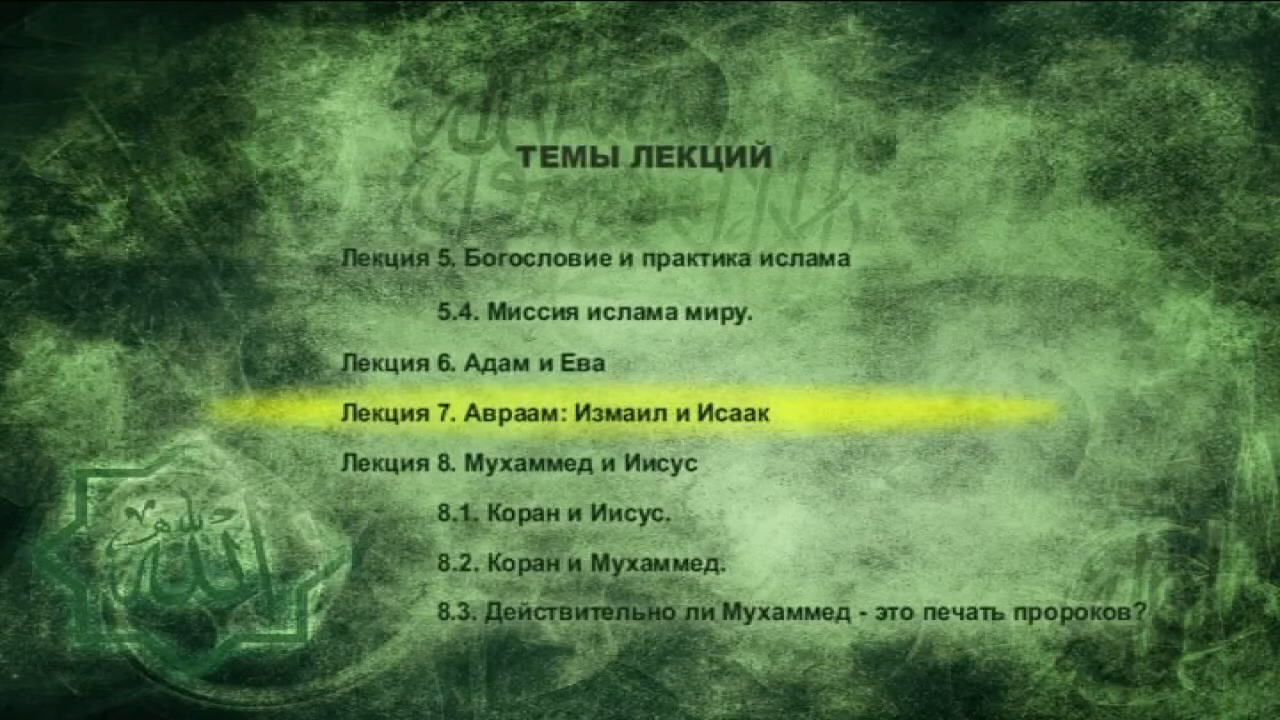 ТЕМЫ ЛЕКЦИЙ
Лекция 5. Богословие и практика ислама
5.4. Миссия ислама миру.
Лекция 6. Адам и Ева
Лекция 7. Авраам: Измаил и Исаак
Лекция 8. Мухаммед и Иисус
8.1. Коран и Иисус.
8.2. Коран и Мухаммед.
8.3. Действительно ли Мухаммед - это печать пророков?
الله